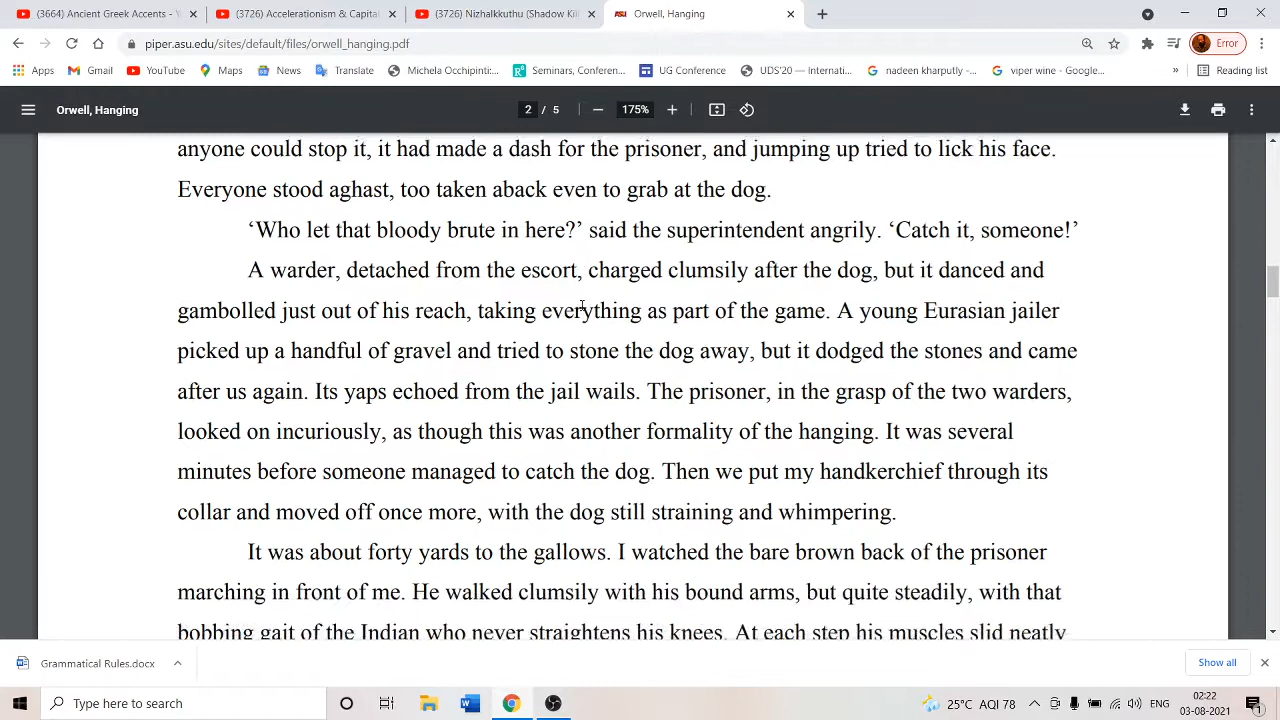 (3664) Ancient Greek Accents - Y
(3726) Accelerationism & Capital
(3732) Nizhalkkuthu (Shadow Kill
Orwell, Hanging
piper.asu.edu/sites/default/files/orwell_hanging.pdf
Error
Apps
Gmail
YouTube
Maps
News
Translate
Michela Occhipinti:...
Seminars, Conferen...
UG Conference
UDS'20 — Internati...
nadeen kharputly -...
viper wine - Google...
»
Reading list
Orwell, Hanging
2 / 5
175%
anyone could stop it, it had made a dash for the prisoner, and jumping up tried to lick his face.
Everyone stood aghast, too taken aback even to grab at the dog.
‘Who let that bloody brute in here?’ said the superintendent angrily. ‘Catch it, someone!’
A warder, detached from the escort, charged clumsily after the dog, but it danced and
gambolled just out of his reach, taking everything as part of the game. A young Eurasian jailer
picked up a handful of gravel and tried to stone the dog away, but it dodged the stones and came
after us again. Its yaps echoed from the jail wails. The prisoner, in the grasp of the two warders,
looked on incuriously, as though this was another formality of the hanging. It was several
minutes before someone managed to catch the dog. Then we put my handkerchief through its
collar and moved off once more, with the dog still straining and whimpering.
It was about forty yards to the gallows. I watched the bare brown back of the prisoner
marching in front of me. He walked clumsily with his bound arms, but quite steadily, with that
bobbing gait of the Indian who never straightens his knees. At each step his muscles slid neatly
Grammatical Rules.docx
Show all
Type here to search
25°C AQI 78
ENG
02:22
03-08-2021